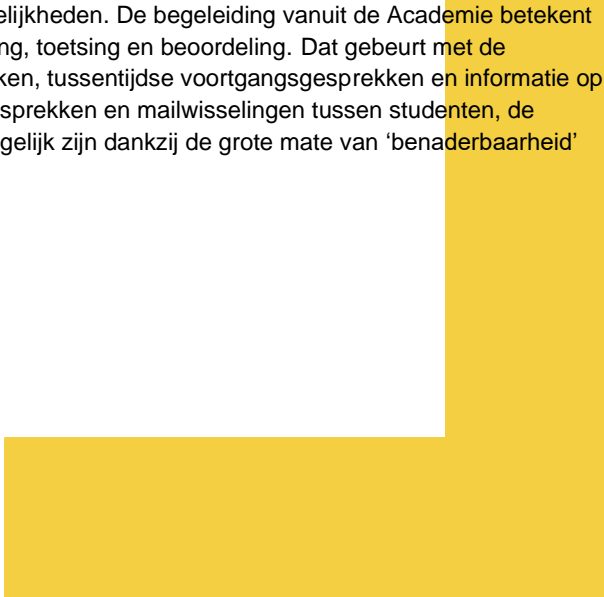 elijkheden. De begeleiding vanuit de Academie betekent
ng, toetsing en beoordeling. Dat gebeurt met de
ken, tussentijdse voortgangsgesprekken en informatie op
sprekken en mailwisselingen tussen studenten, de
gelijk zijn dankzij de grote mate van ‘benaderbaarheid’